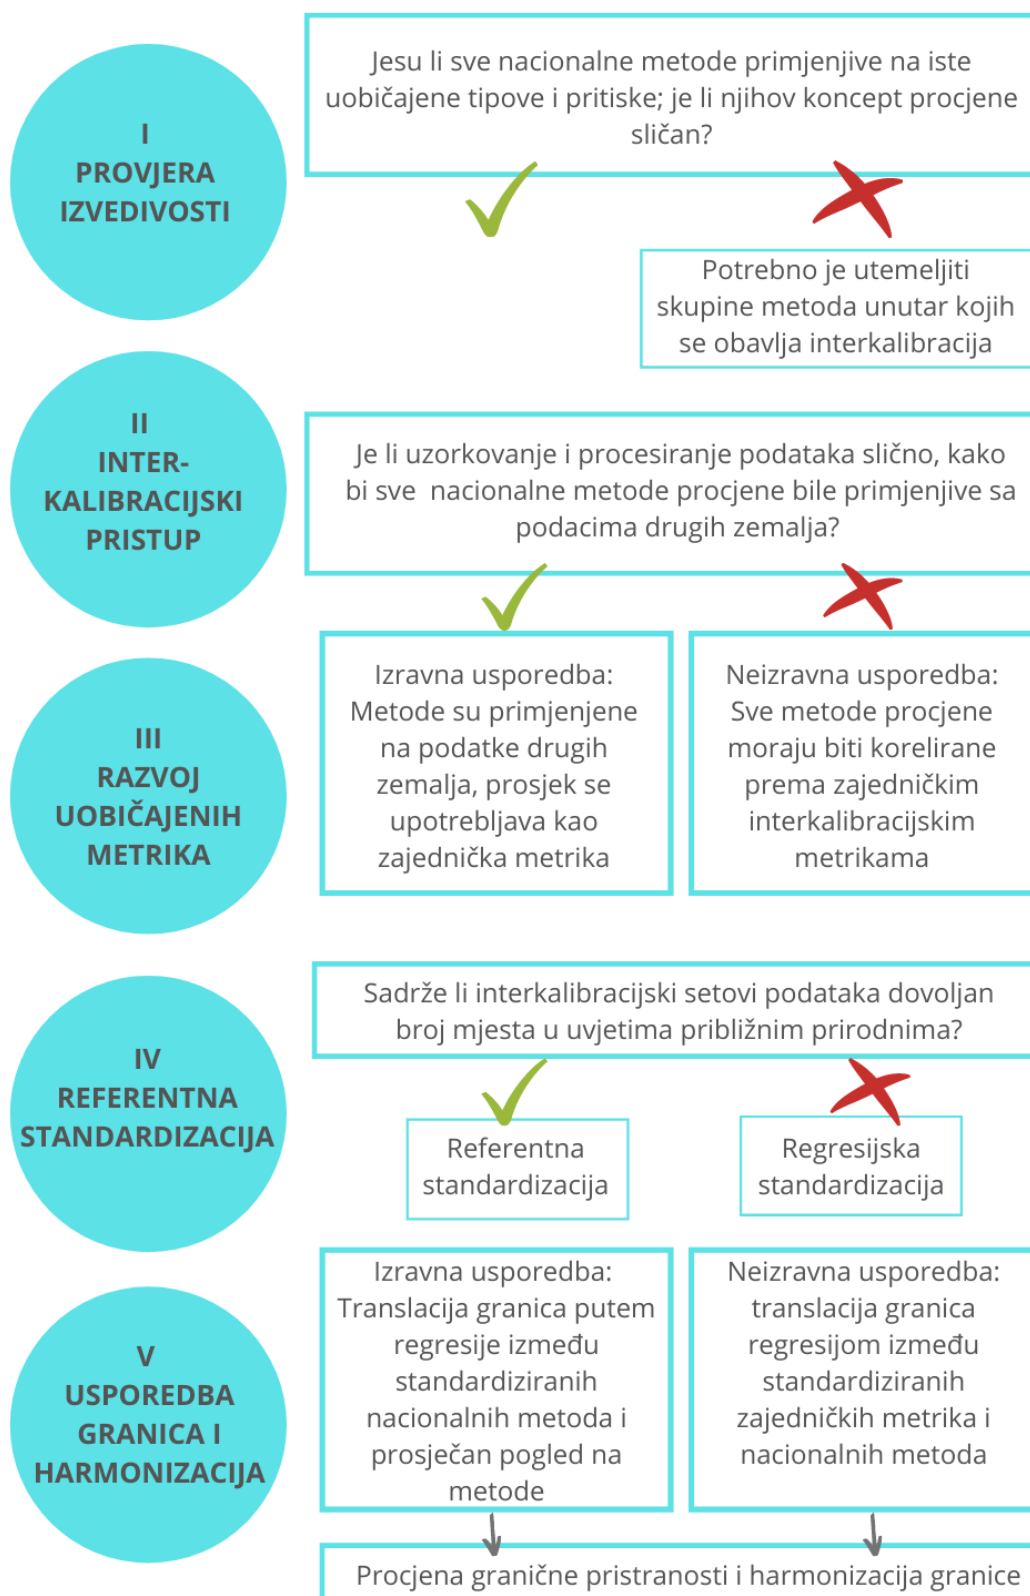 I
PROVJERA
IZVEDIVOSTI
Jesu li sve nacionalne metode primjenjive na iste
uobičajene tipove i pritiske; je li njihov koncept procjene
sličan?
Potrebno je utemeljiti
skupine metoda unutar kojih
se obavlja interkalibracija
II
INTER-
KALIBRACIJSKI
PRISTUP
Je li uzorkovanje i procesiranje podataka slično, kako
bi sve nacionalne metode procjene bile primjenjive sa
podacima drugih zemalja?
III
RAZVOJ
UOBIČAJENIH
METRIKA
Izravna usporedba:
Metode su primjenjene
na podatke drugih
zemalja, prosjek se
upotrebljava kao
zajednička metrika
Neizravna usporedba:
Sve metode procjene
moraju biti korelirane
prema zajedničkim
interkalibracijskim
metrikama
IV
REFERENTNA
STANDARDIZACIJA
Sadrže li interkalibracijski setovi podataka dovoljan
broj mjesta u uvjetima približnim prirodnima?
Referentna
standardizacija
Regresijska
standardizacija
V
USPOREDBA
GRANICA I
HARMONIZACIJA
Izravna usporedba:
Translacija granica putem
regresije između
standardiziranih
nacionalnih metoda i
prosječan pogled na
metode
Neizravna usporedba:
translacija granica
regresijom između
standardiziranih
zajedničkih metrika i
nacionalnih metoda
Procjena granične pristranosti i harmonizacija granice